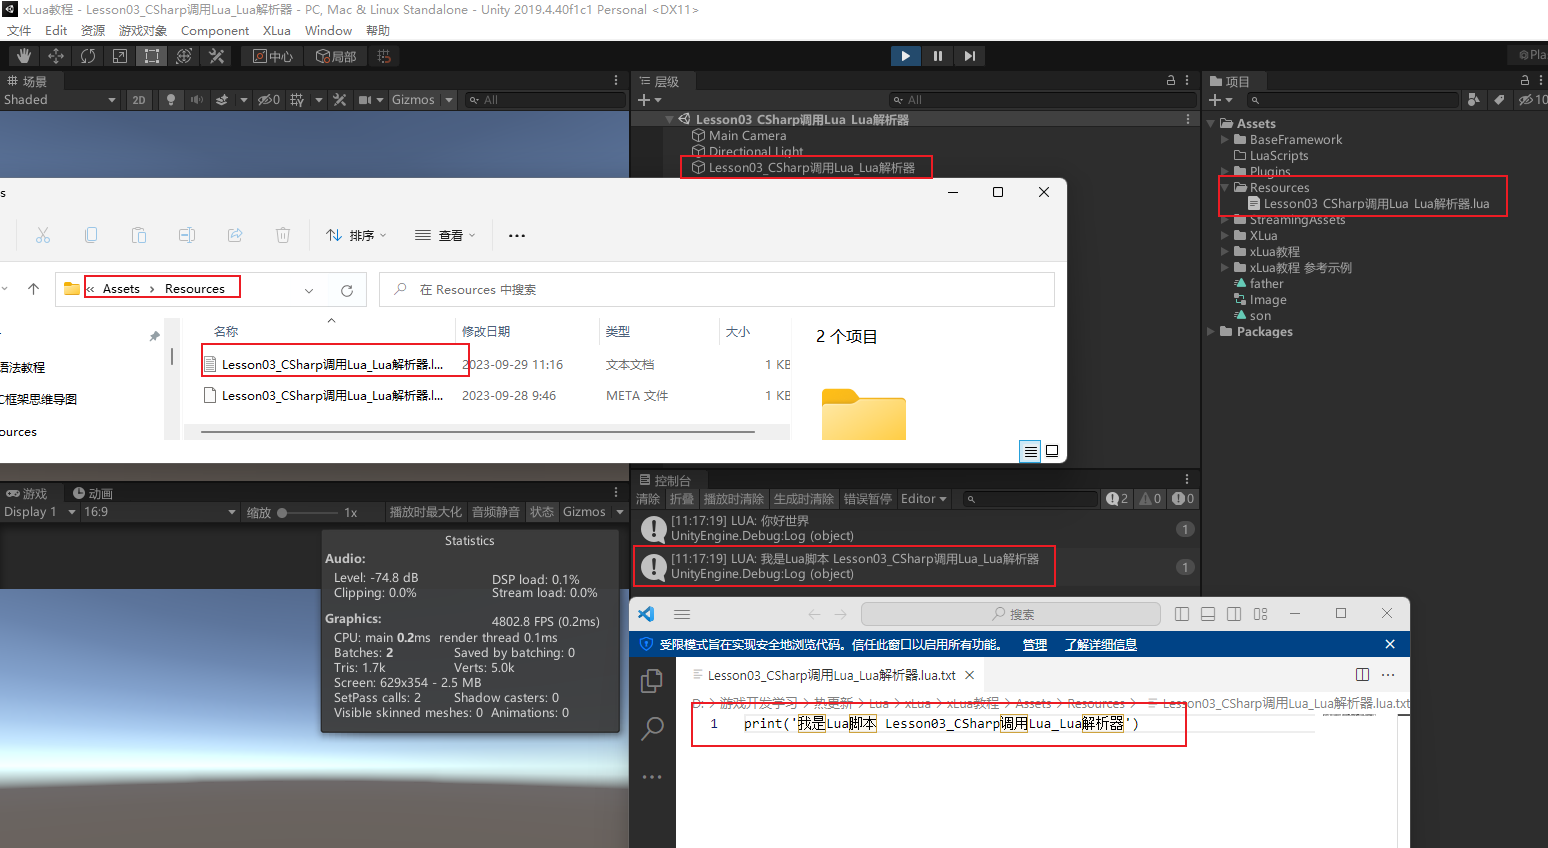 xLua教程 - Lesson03_CSharp调用Lua_Lua解析器 - PC, Mac & Linux Standalone - Unity 2019.4.40f1c1 Personal <DX11>
文件 Edit 资源 游戏对象 Component XLua Window 帮助
中心 局部 Pla
场景
Shaded 2D 0 Gizmos All
层级
All
Lesson03_CSharp调用Lua_Lua解析器
Main Camera
Directional Light
Lesson03_CSharp调用Lua_Lua解析器
项目
10
Assets
BaseFramework
LuaScripts
Plugins
Resources
Lesson03_CSharp调用Lua_Lua解析器.lua
StreamingAssets
XLua
xLua教程
xLua教程 参考示例
father
Image
son
Packages
s
排序 查看 ...
« Assets › Resources
在 Resources 中搜索
名称 修改日期 类型 大小
Lesson03_CSharp调用Lua_Lua解析器.l... 2023-09-29 11:16 文本文档 1 KB
Lesson03_CSharp调用Lua_Lua解析器.l... 2023-09-28 9:46 META 文件 1 KB
语法教程
C框架思维导图
ources
2 个项目
游戏 动画
Display 1 16:9 缩放 1x 播放时最大化 音频静音 状态 Gizmos
Statistics
Audio:
Level: -74.8 dB DSP load: 0.1%
Clipping: 0.0% Stream load: 0.0%
Graphics: 4802.8 FPS (0.2ms)
CPU: main 0.2ms render thread 0.1ms
Batches: 2 Saved by batching: 0
Tris: 1.7k Verts: 5.0k
Screen: 629x354 - 2.5 MB
SetPass calls: 2 Shadow casters: 0
Visible skinned meshes: 0 Animations: 0
控制台
清除 折叠 播放时清除 生成时清除 错误暂停 Editor 2 0 0
[11:17:19] LUA: 你好世界
UnityEngine.Debug:Log (object)
1
[11:17:19] LUA: 我是Lua脚本 Lesson03_CSharp调用Lua_Lua解析器
UnityEngine.Debug:Log (object)
1
搜索
受限模式旨在实现安全地浏览代码。信任此窗口以启用所有功能。 管理 了解详细信息
Lesson03_CSharp调用Lua_Lua解析器.lua.txt
D: > 游戏开发学习 > 热更新 > Lua > xLua > xLua教程 > Assets > Resources > Lesson03_CSharp调用Lua_Lua解析器.lua.txt
1 print('我是Lua脚本 Lesson03_CSharp调用Lua_Lua解析器')